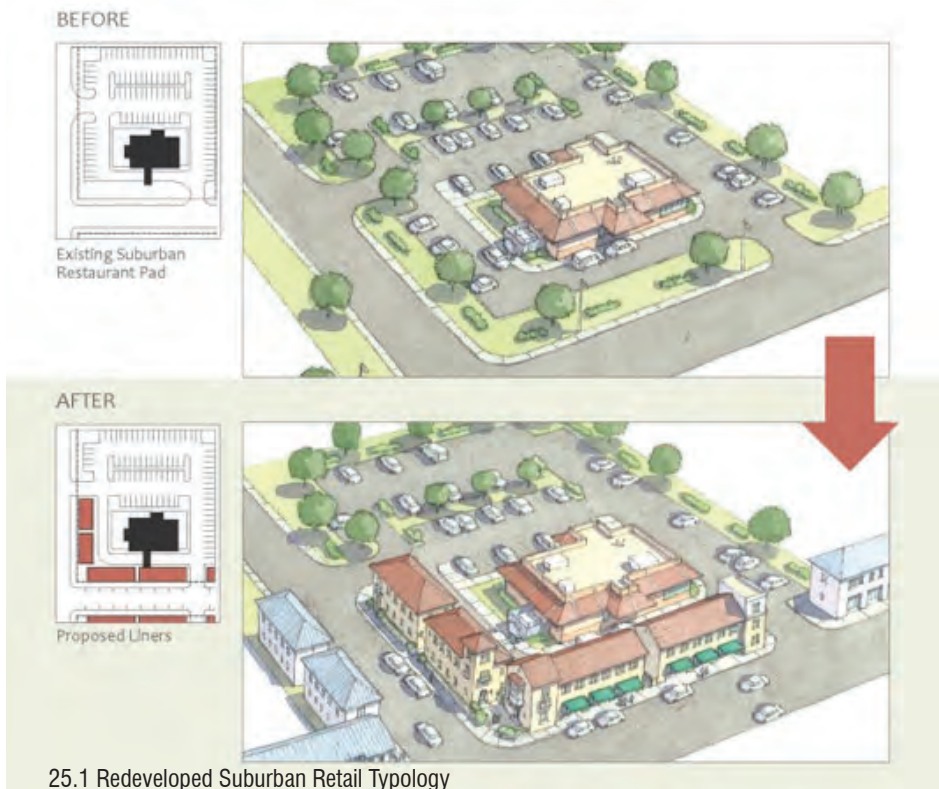 BEFORE
Existing Suburban
Restaurant Pad
AFTER
Proposed Liners
25.1 Redeveloped Suburban Retail Typology